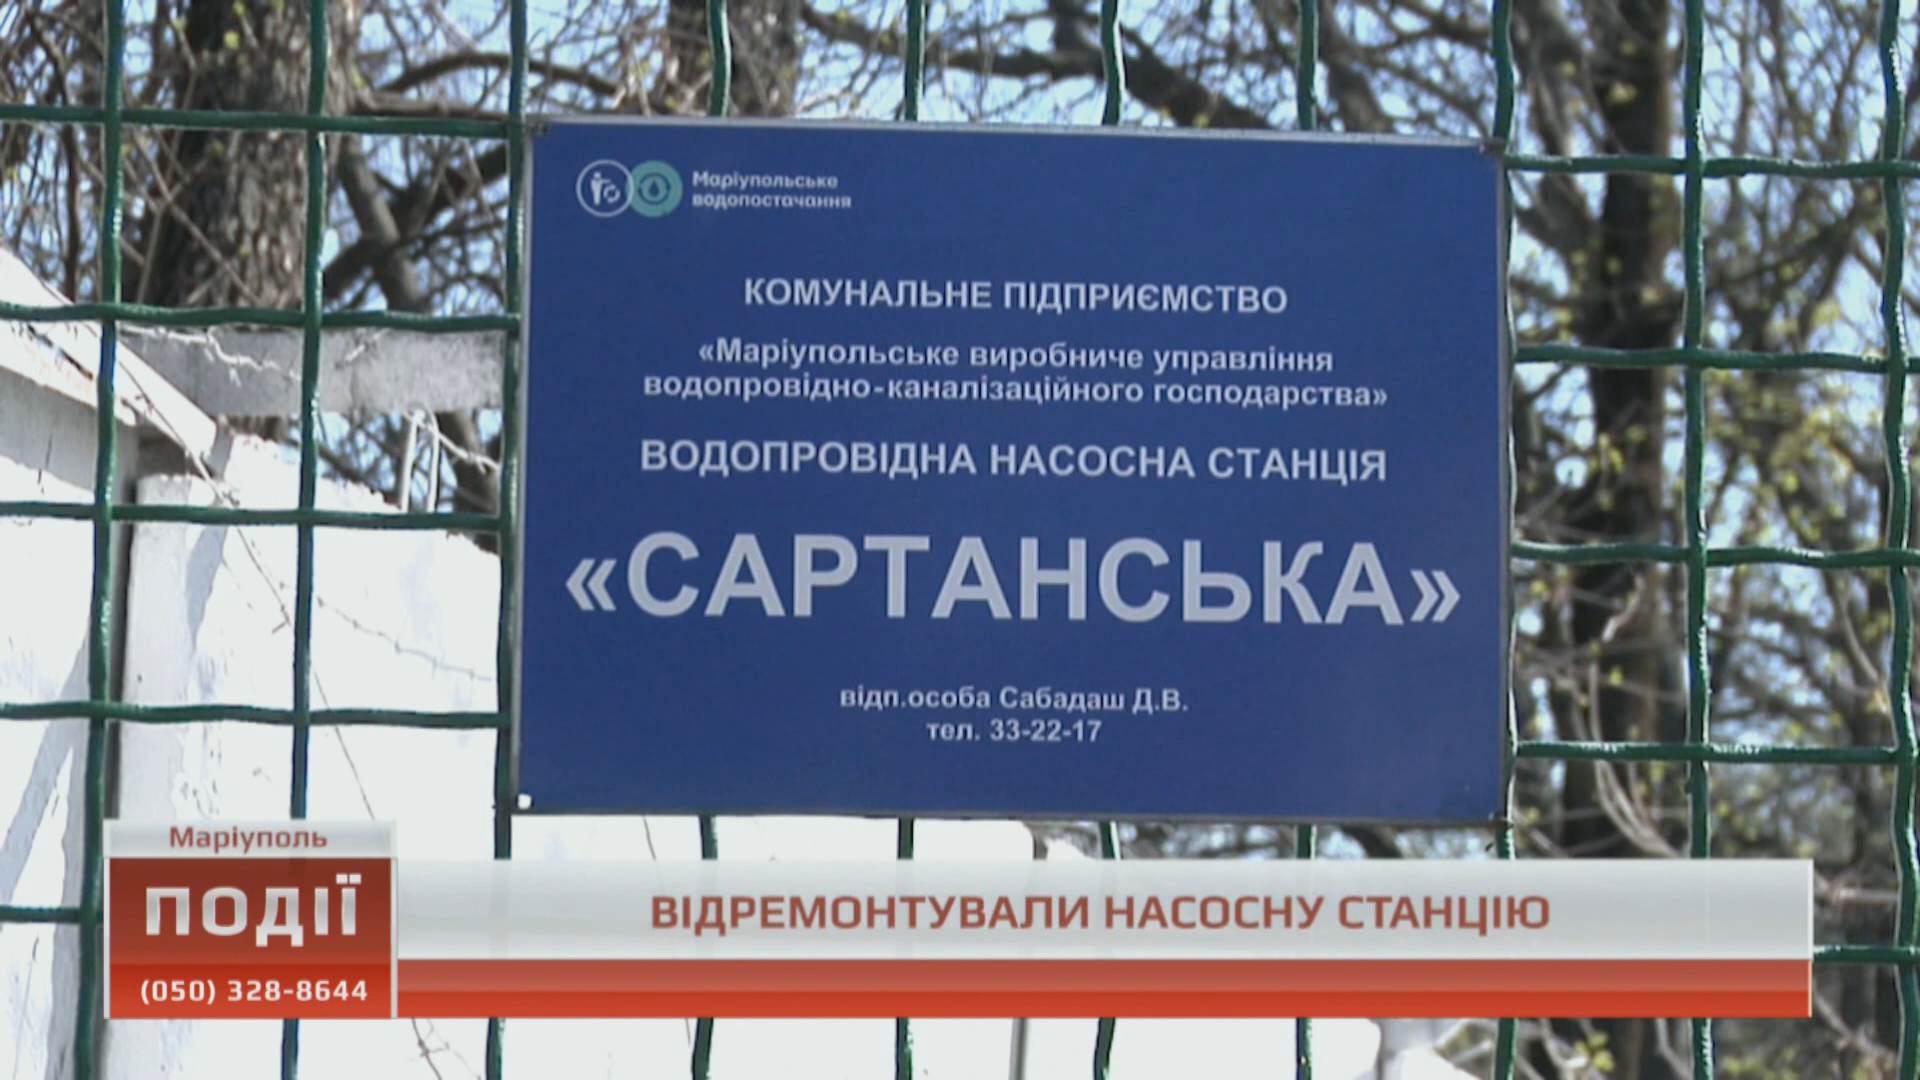 Маріупольське
водопостачання
КОМУНАЛЬНЕ ПІДПРИЄМСТВО
«Маріупольське виробниче управління
водопровідно-каналізаційного господарства»
ВОДОПРОВІДНА НАСОСНА СТАНЦІЯ
«САРТАНСЬКА»
відп.особа Сабадаш Д.В.
тел. 33-22-17
Маріуполь
ПОДІЇ
(050) 328-8644
ВІДРЕМОНТУВАЛИ НАСОСНУ СТАНЦІЮ